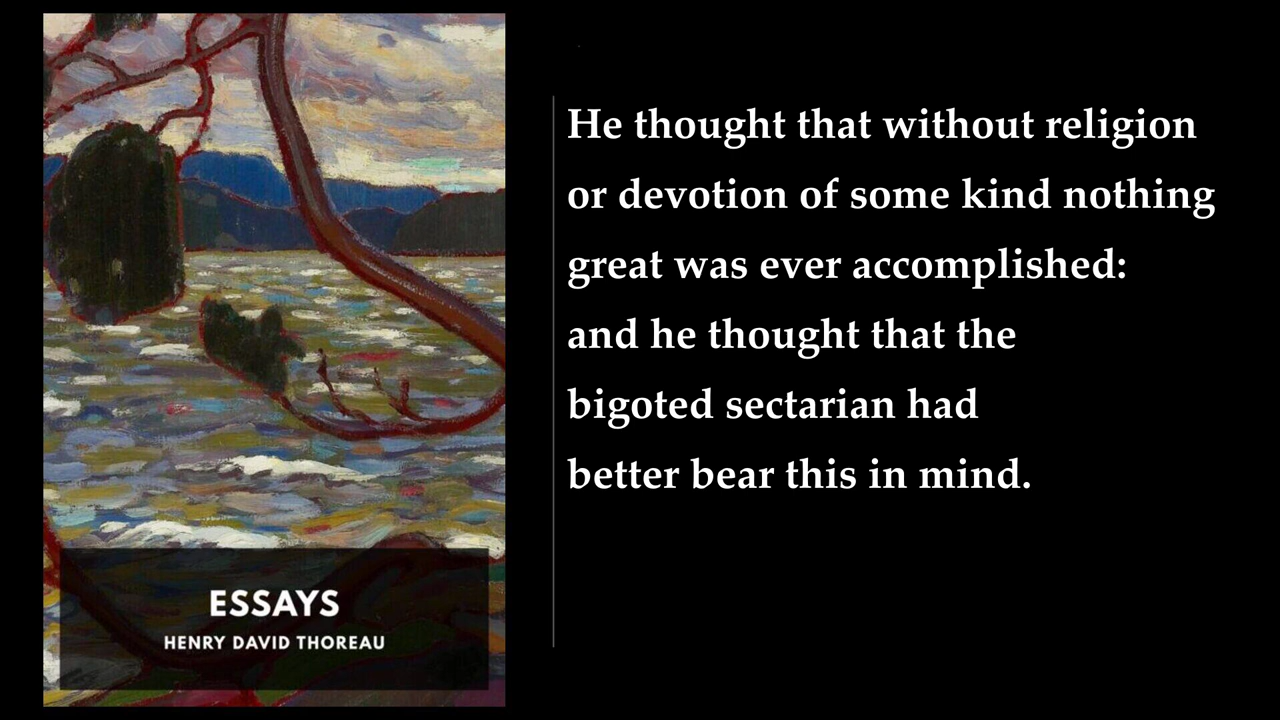 ESSAYS
HENRY DAVID THOREAU
He thought that without religion
or devotion of some kind nothing
great was ever accomplished:
and he thought that the
bigoted sectarian had
better bear this in mind.